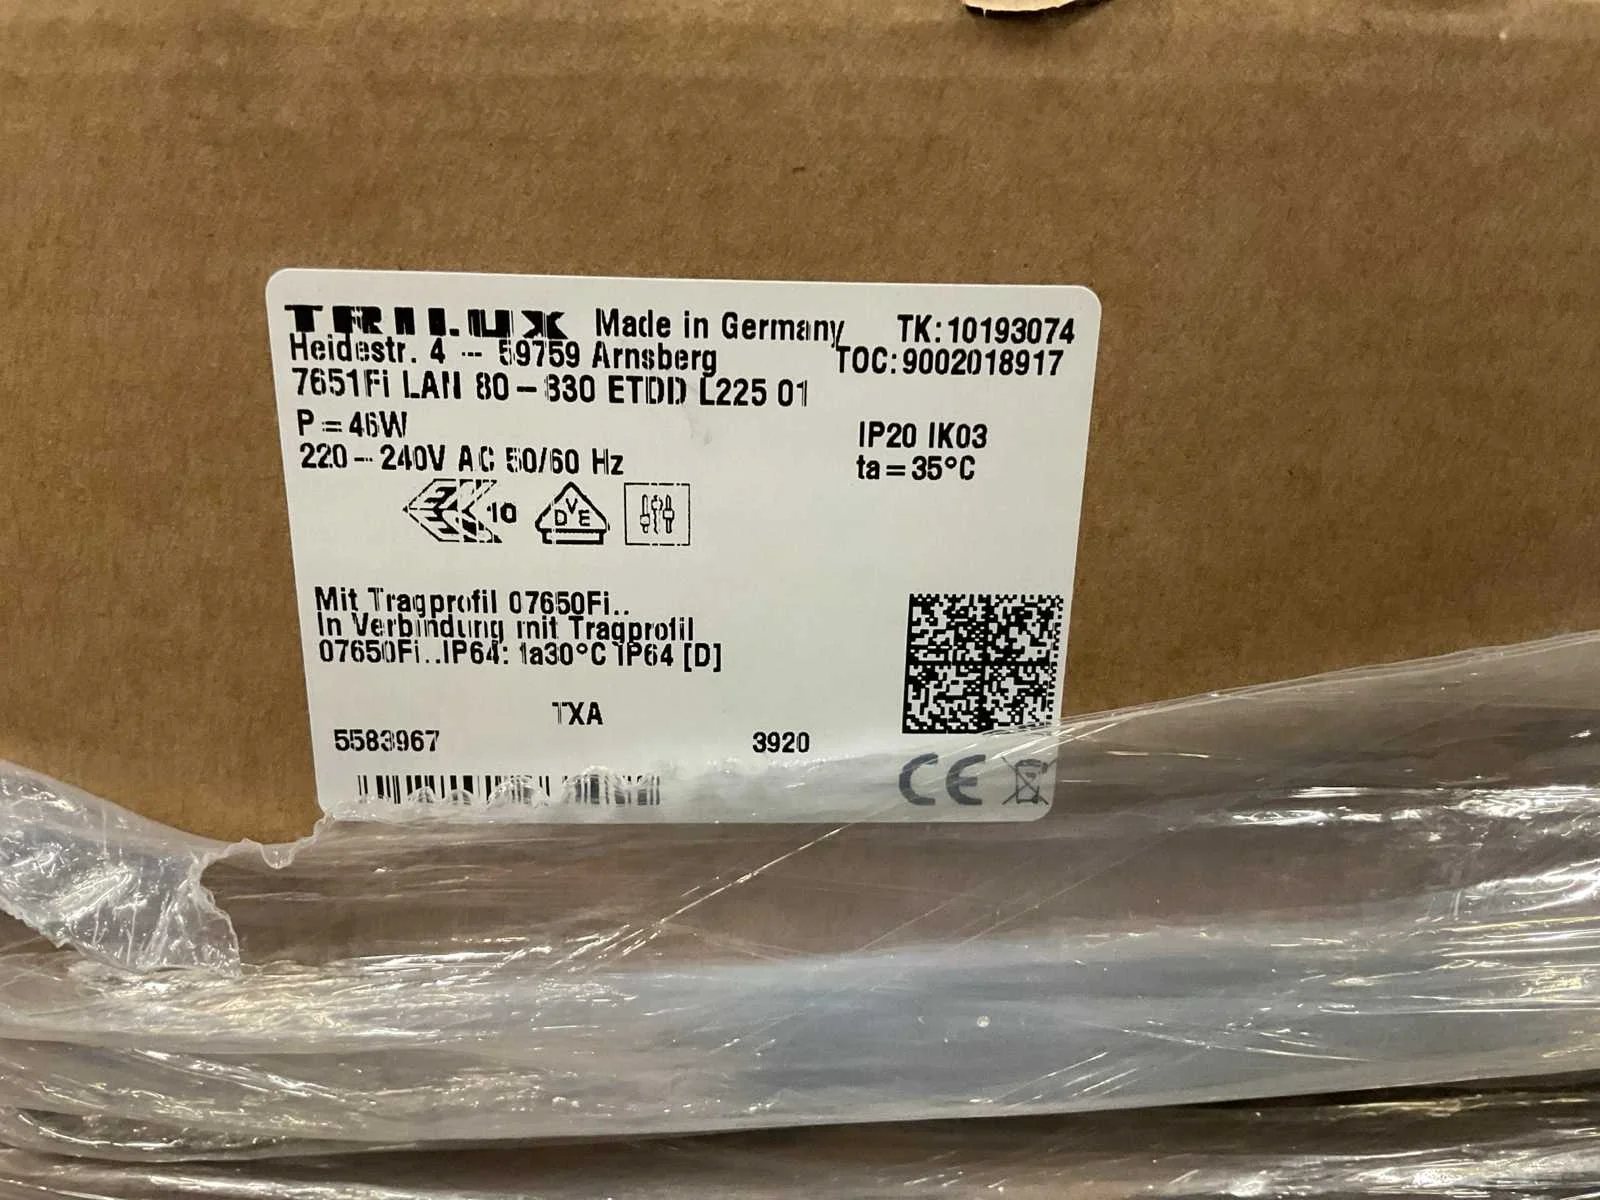 TRILUX Made in Germany TK:10193074
Heidestr. 4 - 59759 Arnsberg TOC:9002018917
7651Fi LAN 80-830 ETDD L225 01
P=46W IP20 IK03
220-240V AC 50/60 Hz ta=35°C
10 DVE
Mit Tragprofil 07650Fi..
In Verbindung mit Tragprofil
07650Fi..IP64: ta30°C IP64 [D]
TXA
5583967 3920
CE